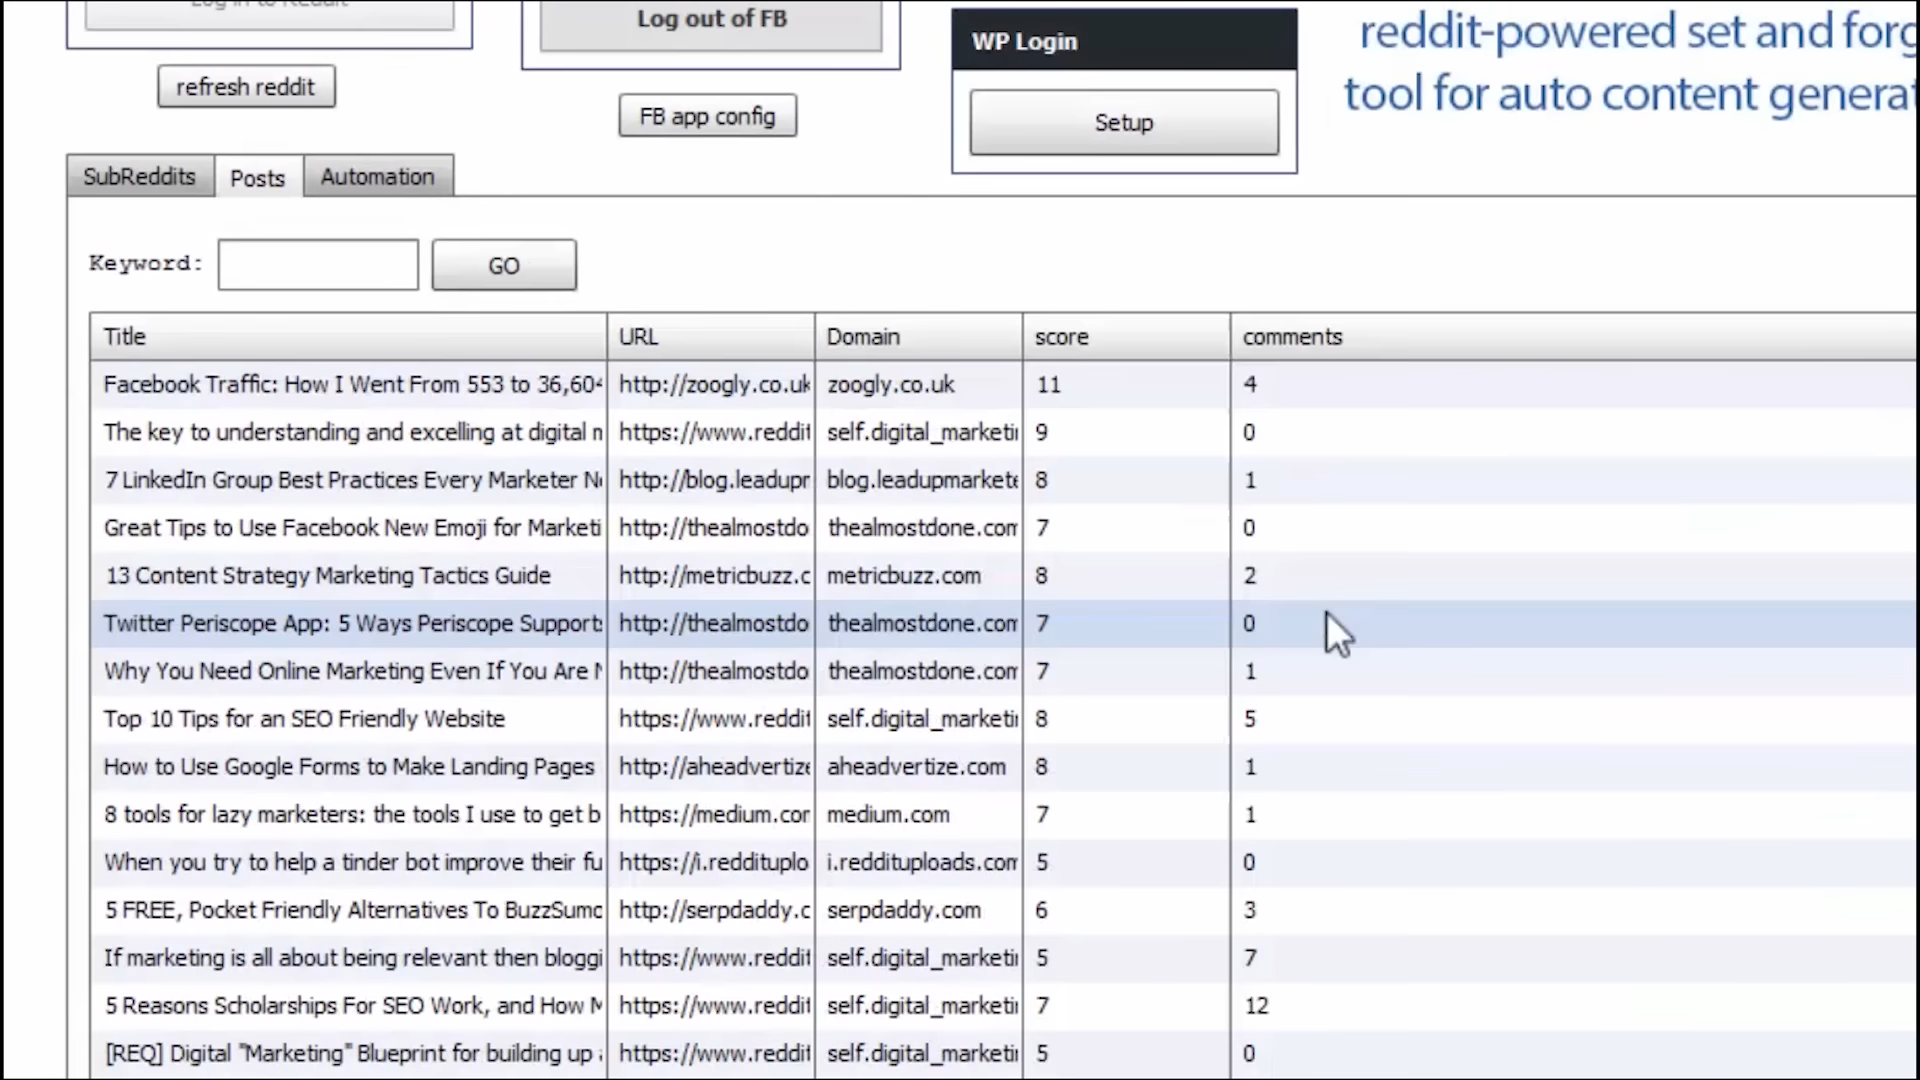 Log in to Reddit
Log out of FB
WP Login
reddit-powered set and forg
tool for auto content generat
refresh reddit
FB app config
Setup
SubReddits Posts Automation
Keyword: GO
Title URL Domain score comments
Facebook Traffic: How I Went From 553 to 36,604 http://zoogly.co.uk zoogly.co.uk 11 4
The key to understanding and excelling at digital m https://www.reddit self.digital_marketi 9 0
7 LinkedIn Group Best Practices Every Marketer N http://blog.leadupr blog.leadupmarkete 8 1
Great Tips to Use Facebook New Emoji for Marketi http://thealmostdo thealmostdone.com 7 0
13 Content Strategy Marketing Tactics Guide http://metricbuzz.c metricbuzz.com 8 2
Twitter Periscope App: 5 Ways Periscope Supports http://thealmostdo thealmostdone.com 7 0
Why You Need Online Marketing Even If You Are N http://thealmostdo thealmostdone.com 7 1
Top 10 Tips for an SEO Friendly Website https://www.reddit self.digital_marketi 8 5
How to Use Google Forms to Make Landing Pages http://aheadvertize aheadvertize.com 8 1
8 tools for lazy marketers: the tools I use to get b https://medium.com medium.com 7 1
When you try to help a tinder bot improve their fu https://i.reddituplo i.reddituploads.com 5 0
5 FREE, Pocket Friendly Alternatives To BuzzSumo http://serpdaddy.c serpdaddy.com 6 3
If marketing is all about being relevant then bloggi https://www.reddit self.digital_marketi 5 7
5 Reasons Scholarships For SEO Work, and How M https://www.reddit self.digital_marketi 7 12
[REQ] Digital "Marketing" Blueprint for building up https://www.reddit self.digital_marketi 5 0